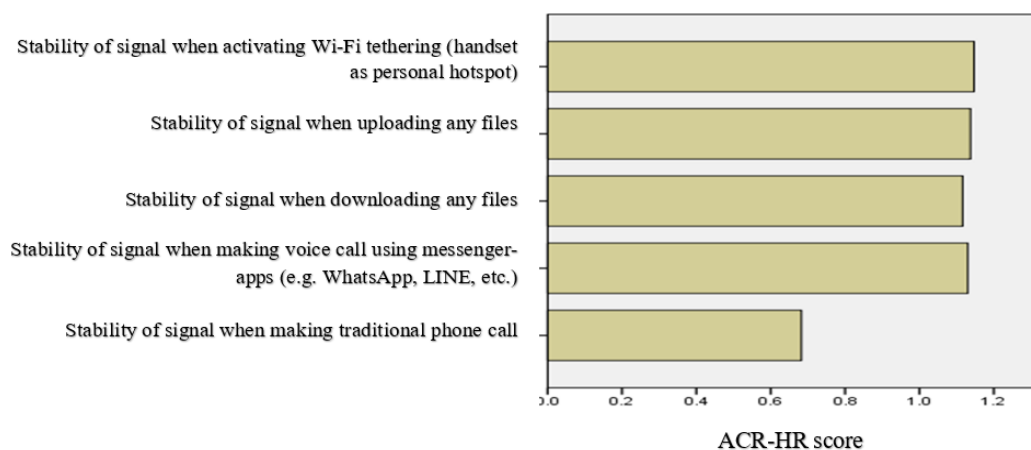 Stability of signal when activating Wi-Fi tethering (handset
as personal hotspot)
Stability of signal when uploading any files
Stability of signal when downloading any files
Stability of signal when making voice call using messenger-
apps (e.g. WhatsApp, LINE, etc.)
Stability of signal when making traditional phone call
0.0 0.2 0.4 0.6 0.8 1.0 1.2
ACR-HR score